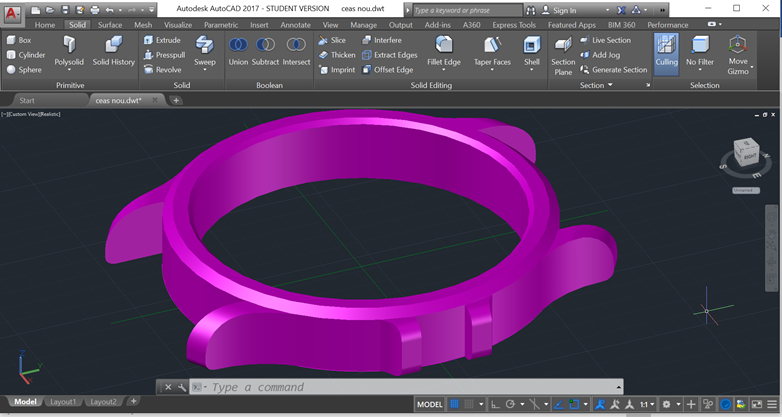 Autodesk AutoCAD 2017 - STUDENT VERSION ceas nou.dwt
Type a keyword or phrase
Sign In
Home Solid Surface Mesh Visualize Parametric Insert Annotate View Manage Output Add-ins A360 Express Tools Featured Apps BIM 360 Performance
Box
Cylinder
Sphere
Polysolid
Solid History
Extrude
Presspull
Revolve
Sweep
Union Subtract Intersect
Slice
Thicken
Imprint
Interfere
Extract Edges
Offset Edge
Fillet Edge
Taper Faces
Shell
Section
Plane
Live Section
Add Jog
Generate Section
Culling
No Filter
Move
Gizmo
Primitive Solid Boolean Solid Editing Section Selection
Start ceas nou.dwt*
[−][Custom View][Realistic]
RIGHT
S
E
Unnamed
Type a command
Model Layout1 Layout2 +
MODEL
1:1